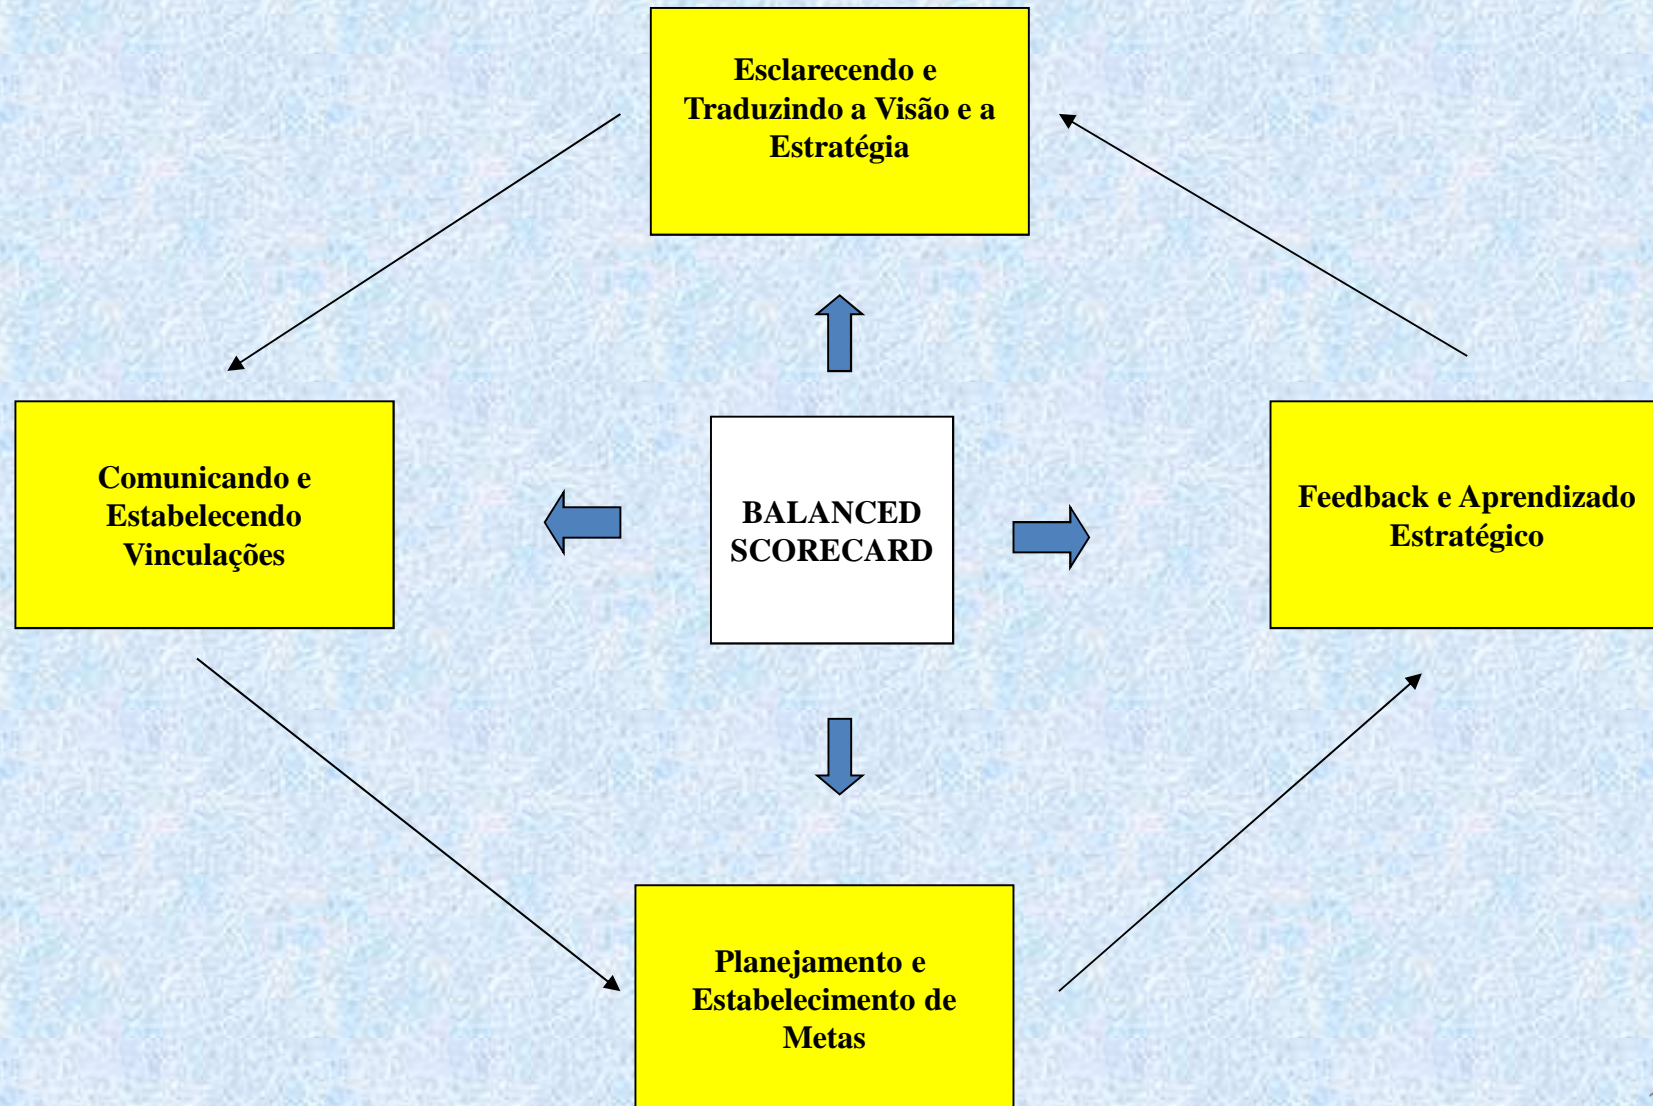 Esclarecendo e
Traduzindo a Visão e a
Estratégia
Comunicando e
Estabelecendo
Vinculações
BALANCED
SCORECARD
Feedback e Aprendizado
Estratégico
Planejamento e
Estabelecimento de
Metas